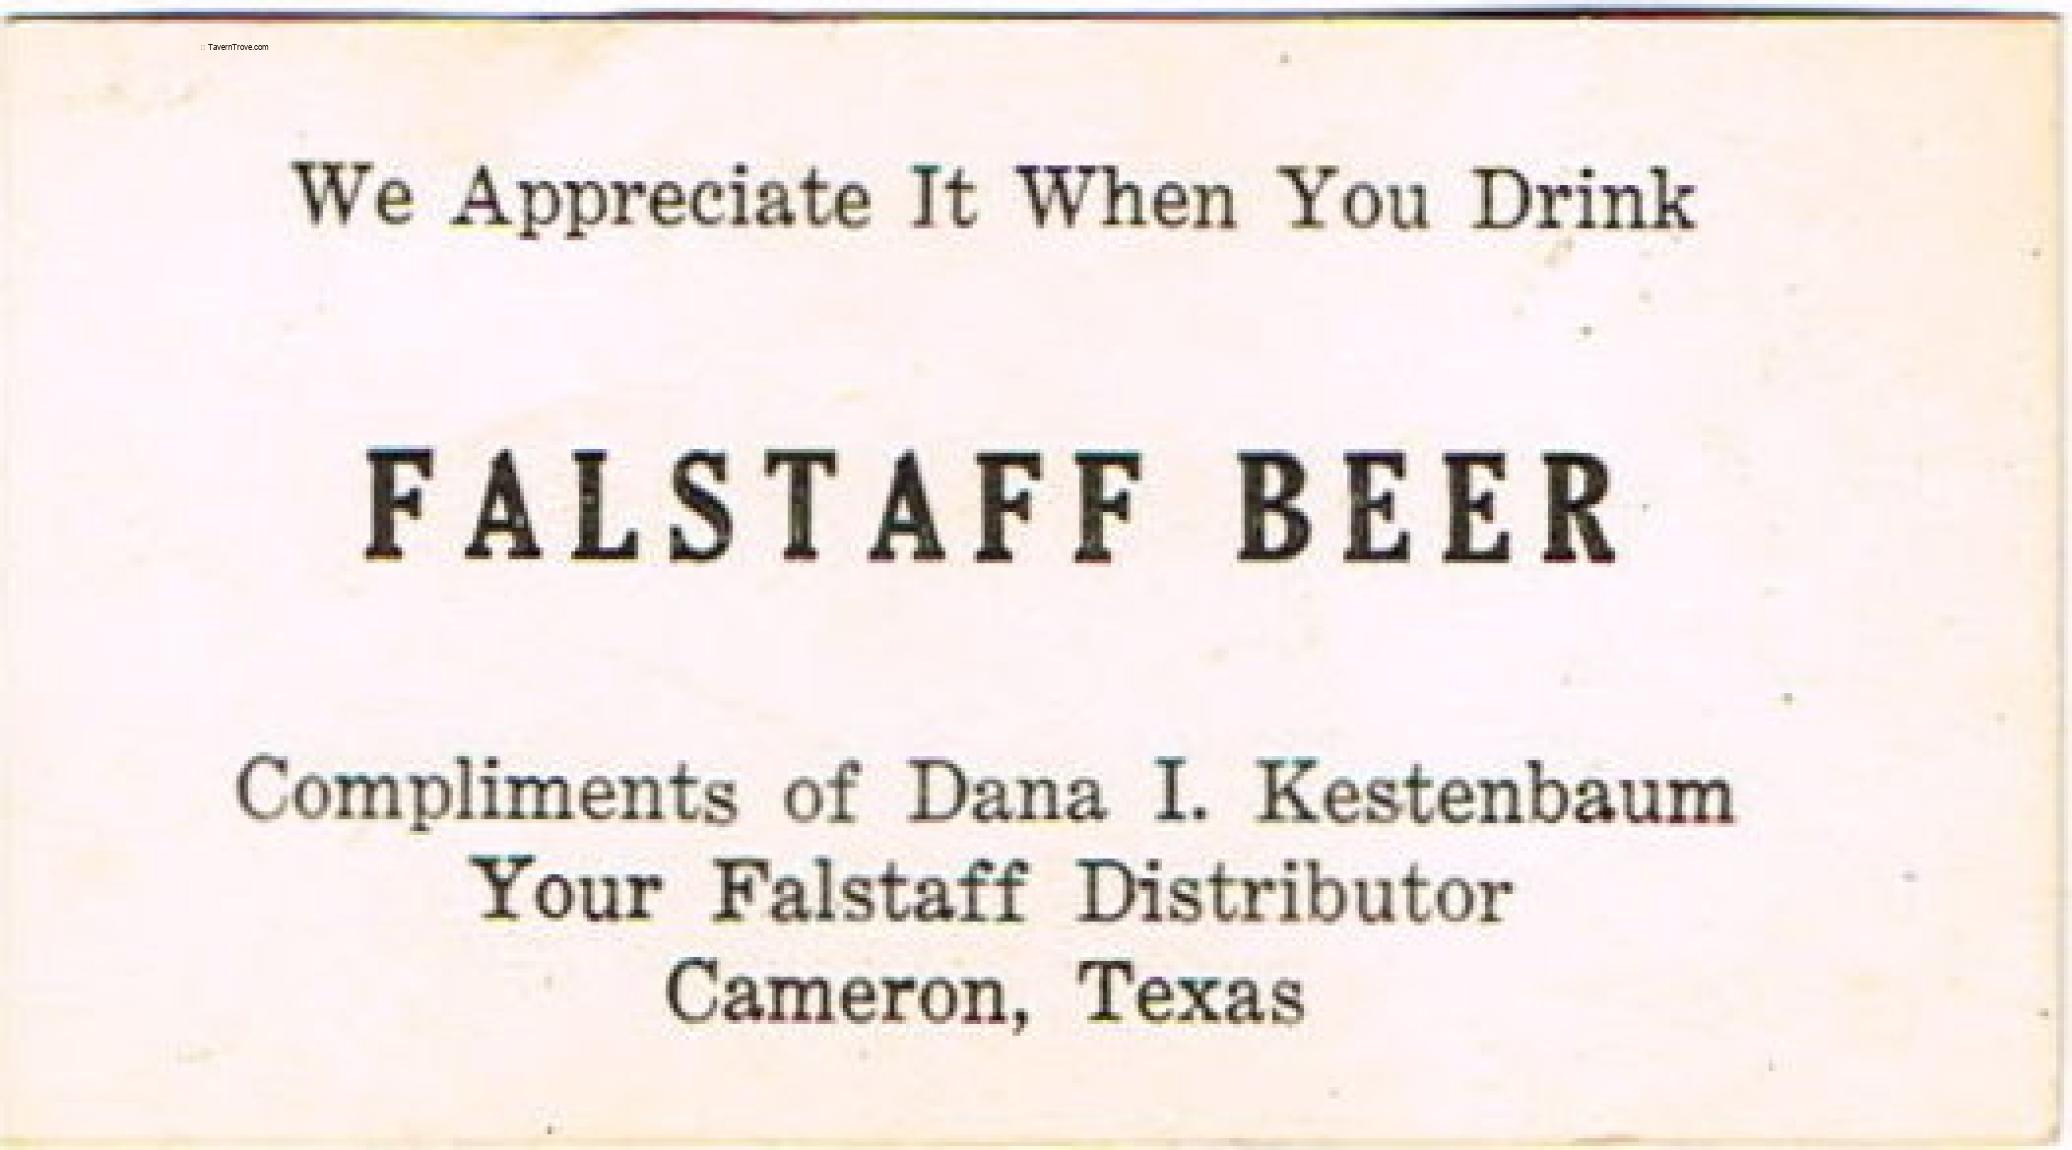 :: TavernTrove.com
We Appreciate It When You Drink
FALSTAFF BEER
Compliments of Dana I. Kestenbaum
Your Falstaff Distributor
Cameron, Texas